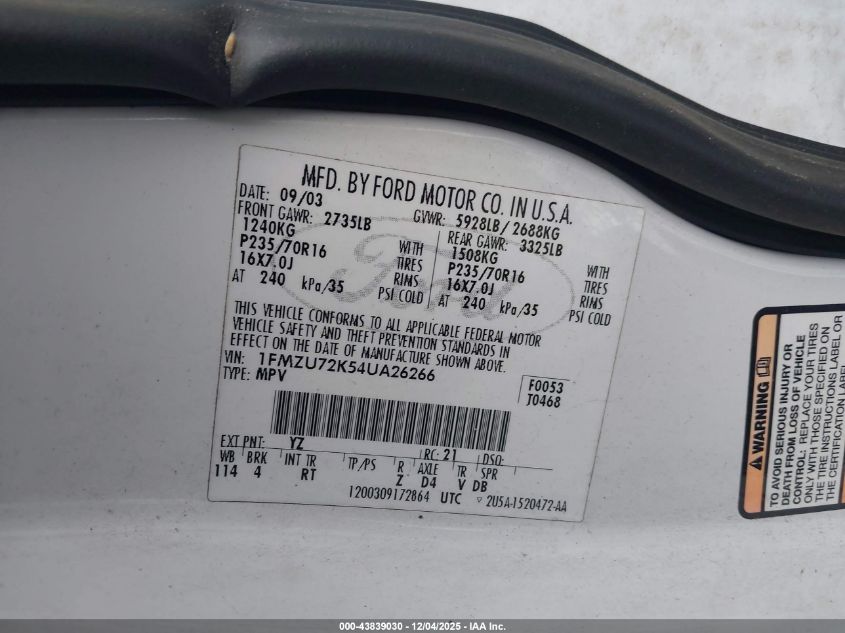 MFD. BY FORD MOTOR CO. IN U.S.A.
DATE: 09/03 GVWR: 5928LB/ 2688KG
FRONT GAWR: 2735LB REAR GAWR: 3325LB
1240KG WITH 1508KG WITH
P235/70R16 TIRES P235/70R16 TIRES
16X7.0J RIMS 16X7.0J RIMS
AT 240 kPa/35 PSI COLD AT 240 kPa/35 PSI COLD
THIS VEHICLE CONFORMS TO ALL APPLICABLE FEDERAL MOTOR
VEHICLE SAFETY AND THEFT PREVENTION STANDARDS IN
EFFECT ON THE DATE OF MANUFACTURE SHOWN ABOVE.
VIN: 1FMZU72K54UA26266
TYPE: MPV
F0053
T0468
EXT PNT: YZ RC: 21 DSO:
WB BRK INT TR TP/PS R AXLE TR SPR
114 4 RT Z D4 V DB
1200309172864 UTC ▽ 2U5A-1520472-AA
Ford
WARNING
TO AVOID SERIOUS INJURY OR
DEATH FROM LOSS OF VEHICLE
CONTROL: REPLACE YOUR TIRES
ONLY WITH THOSE SPECIFIED ON
THE TIRE INSTRUCTIONS LABEL OR
THE CERTIFICATION LABEL
000-43839030 - 12/04/2025 - IAA Inc.